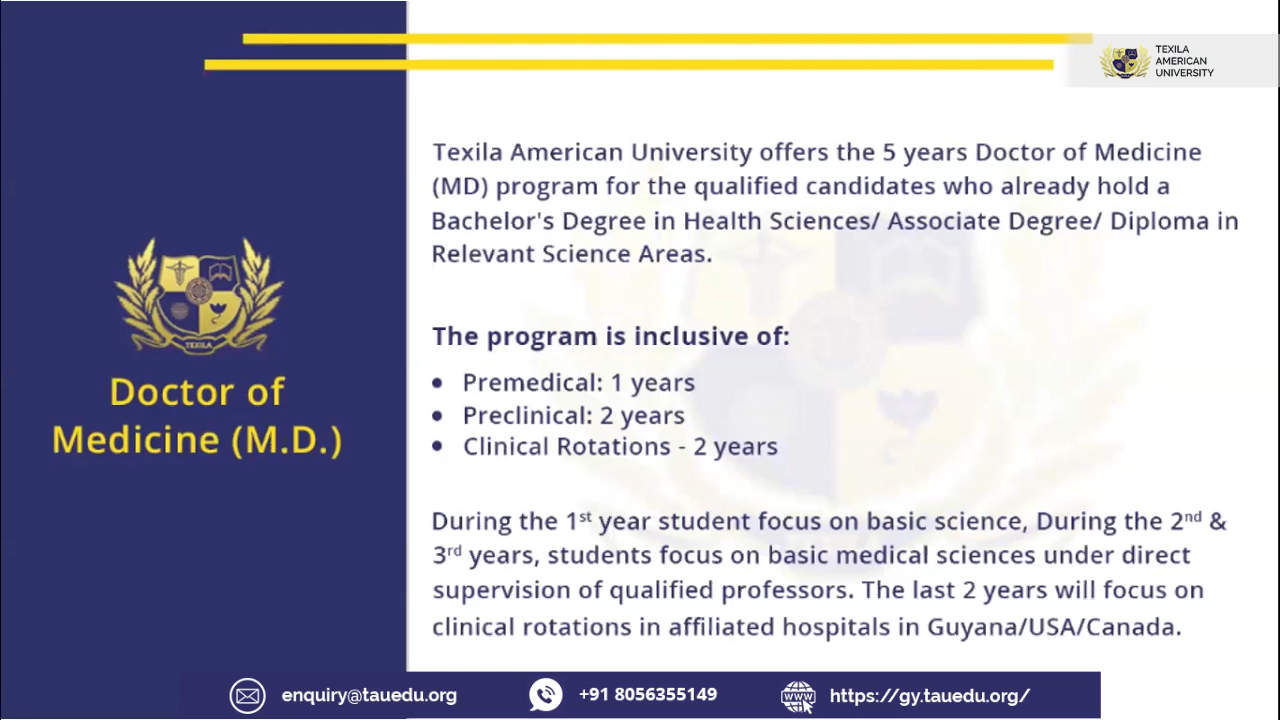 TEXILA
AMERICAN
UNIVERSITY
TEXILA
Doctor of
Medicine (M.D.)
Texila American University offers the 5 years Doctor of Medicine
(MD) program for the qualified candidates who already hold a
Bachelor's Degree in Health Sciences/ Associate Degree/ Diploma in
Relevant Science Areas.
The program is inclusive of:
• Premedical: 1 years
• Preclinical: 2 years
• Clinical Rotations - 2 years
During the 1st year student focus on basic science, During the 2nd &
3rd years, students focus on basic medical sciences under direct
supervision of qualified professors. The last 2 years will focus on
clinical rotations in affiliated hospitals in Guyana/USA/Canada.
enquiry@tauedu.org
+91 8056355149
WWW
https://gy.tauedu.org/